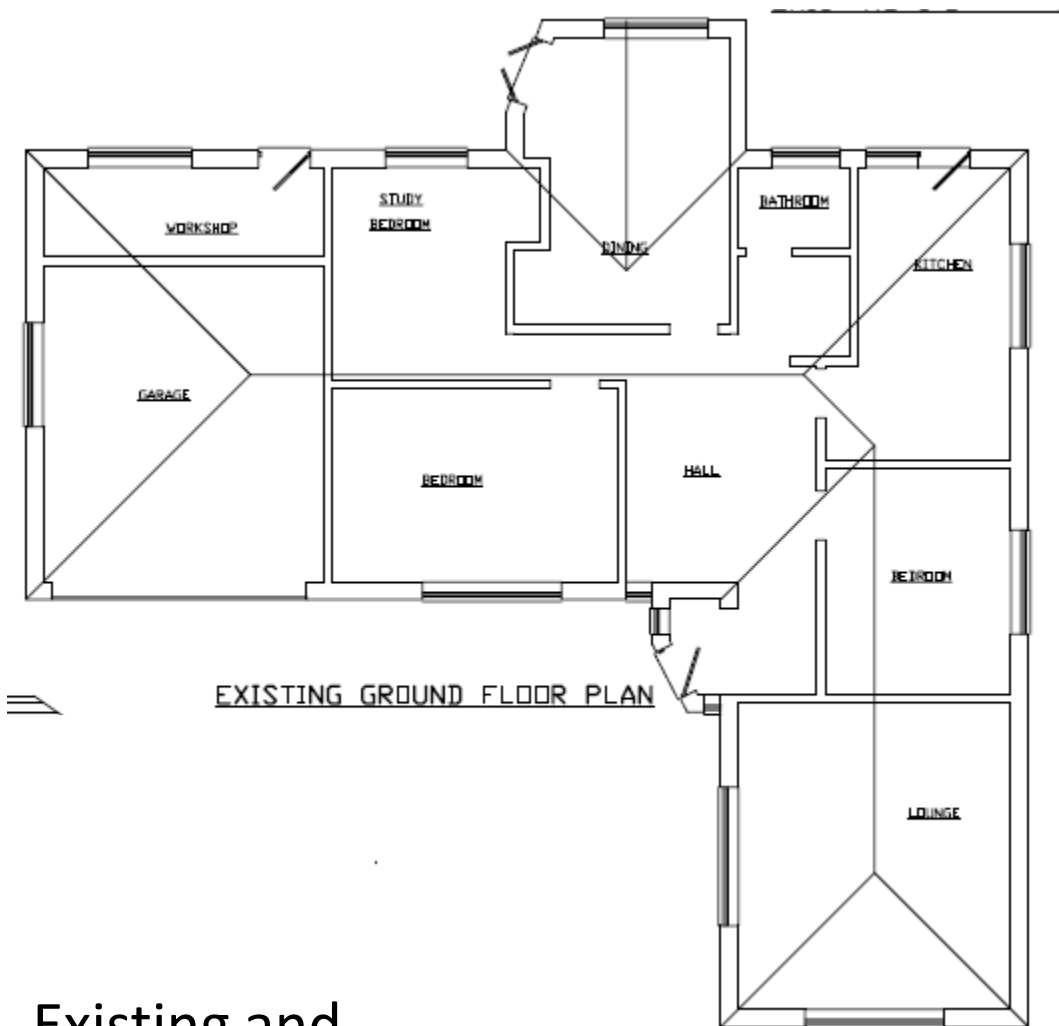 STUDY
BEDROOM
BATHROOM
WORKSHOP
DINING
KITCHEN
GARAGE
BEDROOM
HALL
BEDROOM
EXISTING GROUND FLOOR PLAN
LOUNGE
Existing and